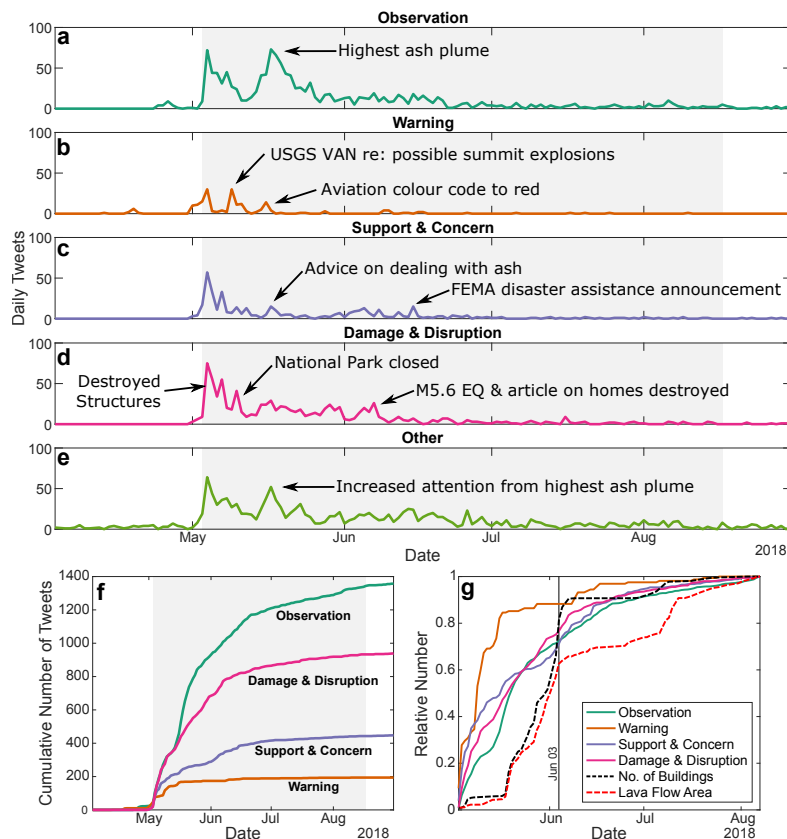 Observation
a
100
50
0
Highest ash plume
Warning
b
100
50
0
USGS VAN re: possible summit explosions
Aviation colour code to red
Support & Concern
c
100
50
0
Advice on dealing with ash
FEMA disaster assistance announcement
Daily Tweets
Damage & Disruption
d
100
50
0
Destroyed
Structures
National Park closed
M5.6 EQ & article on homes destroyed
Other
e
100
50
0
Increased attention from highest ash plume
May
Jun
Jul
Aug
Date
2018
f
1400
1200
1000
800
600
400
200
0
Cumulative Number of Tweets
Observation
Damage & Disruption
Support & Concern
Warning
May
Jun
Jul
Aug
Date
2018
g
1
0.8
0.6
0.4
0.2
0
Relative Number
Jun 03
Observation
Warning
Support & Concern
Damage & Disruption
No. of Buildings
Lava Flow Area
Jun
Jul
Aug
Date
2018